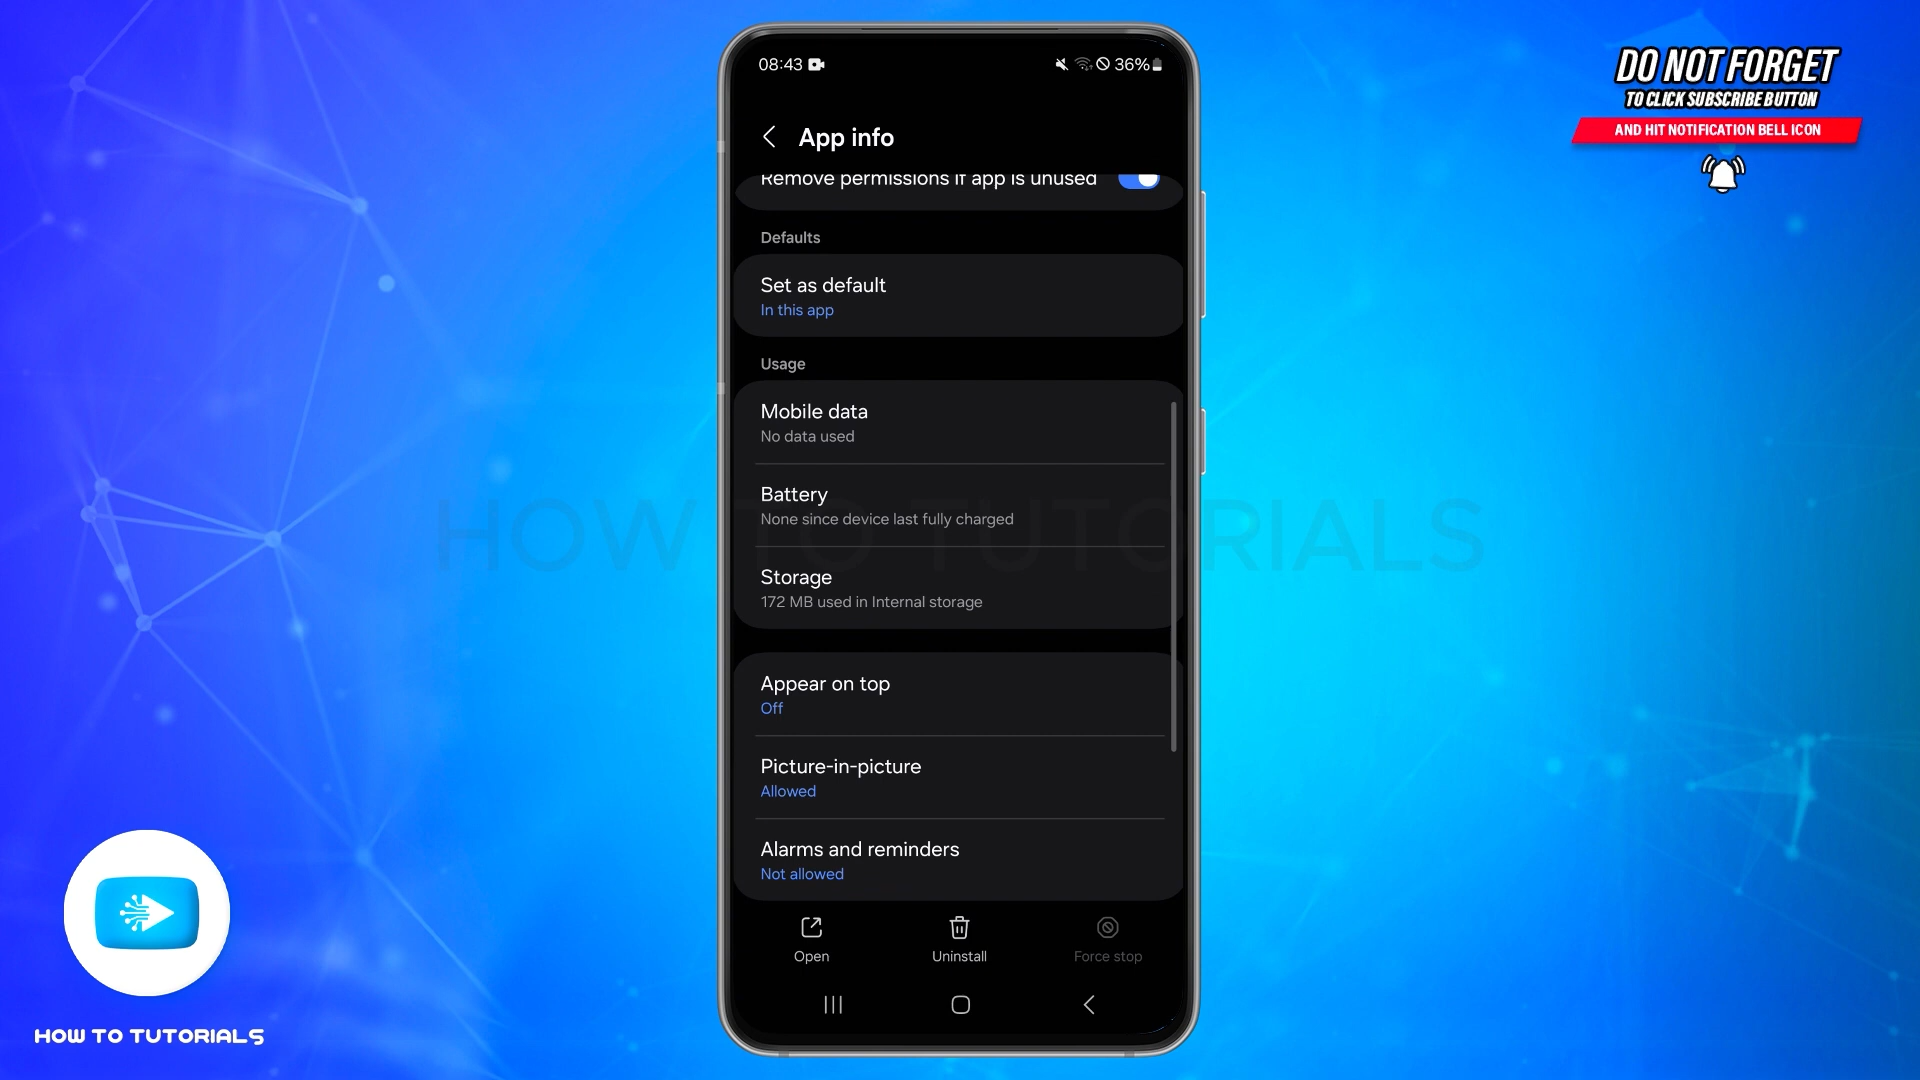 08:43
36%
DO NOT FORGET
TO CLICK SUBSCRIBE BUTTON
AND HIT NOTIFICATION BELL ICON
App info
Remove permissions if app is unused
Defaults
Set as default
In this app
Usage
Mobile data
No data used
Battery
None since device last fully charged
HOW TO TUTORIALS
Storage
172 MB used in Internal storage
Appear on top
Off
Picture-in-picture
Allowed
Alarms and reminders
Not allowed
Open
Uninstall
Force stop
HOW TO TUTORIALS